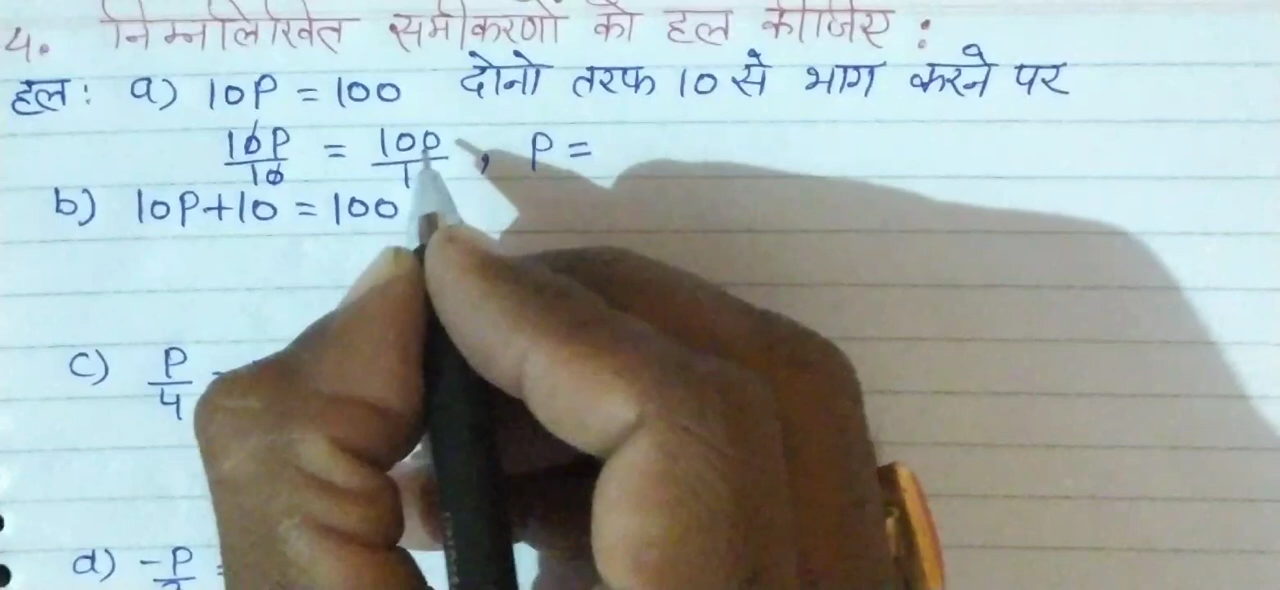 4. निम्नलिखित समीकरणों को हल कीजिए :
हल : a) 10P = 100 दोनो तरफ 10 से भाग करने पर
10P/10 = 100/1 , P =
b) 10P+10 = 100
c) P/4
d) -P/